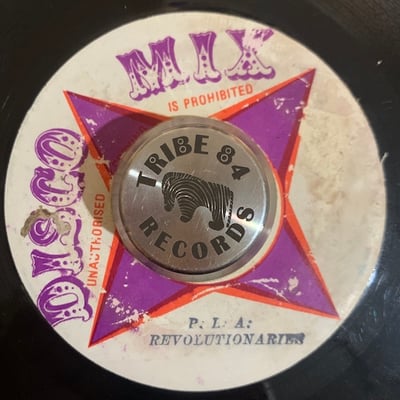 DISCO MIX
UNAUTHORISED
IS PROHIBITED
TRIBE 84
RECORDS
P. L. A:
REVOLUTIONARIES